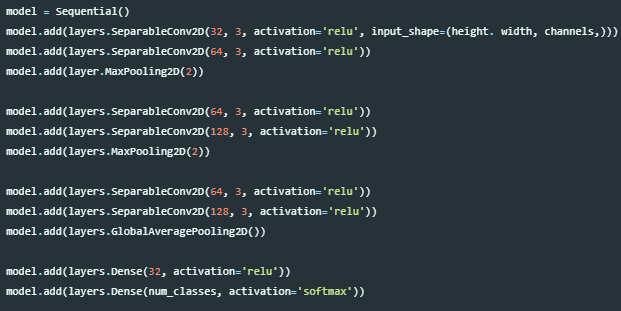 model = Sequential()
model.add(layers.SeparableConv2D(32, 3, activation='relu', input_shape=(height. width, channels,)))
model.add(layers.SeparableConv2D(64, 3, activation='relu'))
model.add(layer.MaxPooling2D(2))

model.add(layers.SeparableConv2D(64, 3, activation='relu'))
model.add(layers.SeparableConv2D(128, 3, activation='relu'))
model.add(layers.MaxPooling2D(2))

model.add(layers.SeparableConv2D(64, 3, activation='relu'))
model.add(layers.SeparableConv2D(128, 3, activation='relu'))
model.add(layers.GlobalAveragePooling2D())

model.add(layers.Dense(32, activation='relu'))
model.add(layers.Dense(num_classes, activation='softmax'))